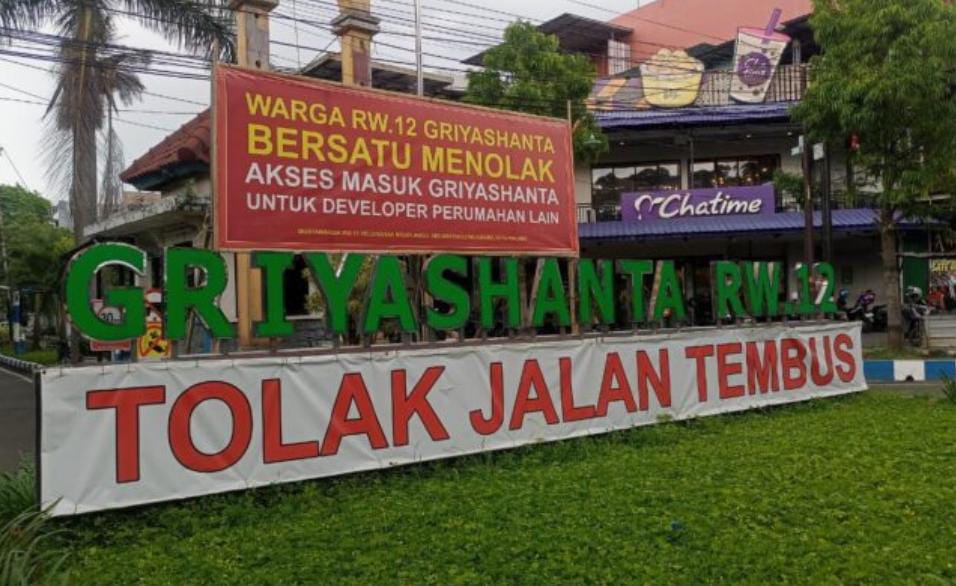 WARGA RW.12 GRIYASHANTA
BERSATU MENOLAK
AKSES MASUK GRIYASHANTA
UNTUK DEVELOPER PERUMAHAN LAIN
Chatime
GRIYASHANTA RW.12
TOLAK JALAN TEMBUS